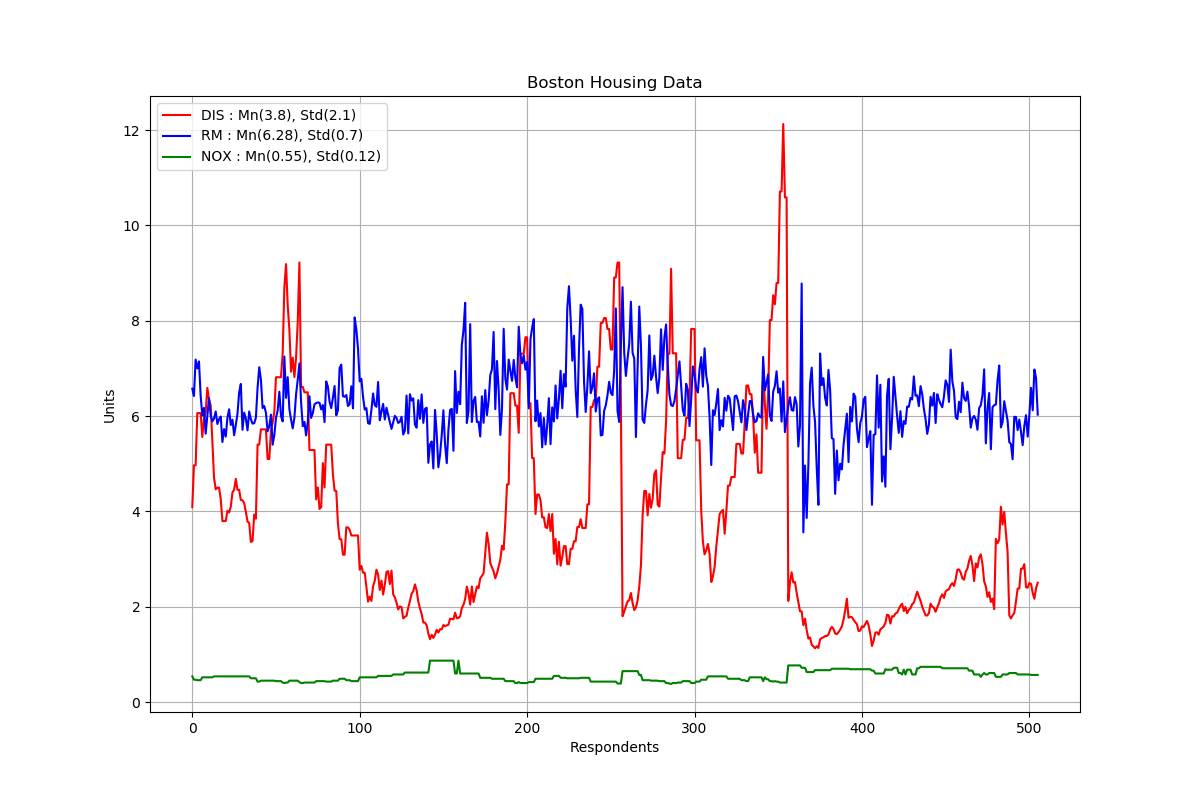 Boston Housing Data
DIS : Mn(3.8), Std(2.1)
RM : Mn(6.28), Std(0.7)
NOX : Mn(0.55), Std(0.12)
12
10
8
6
4
2
0
Units
0 100 200 300 400 500
Respondents